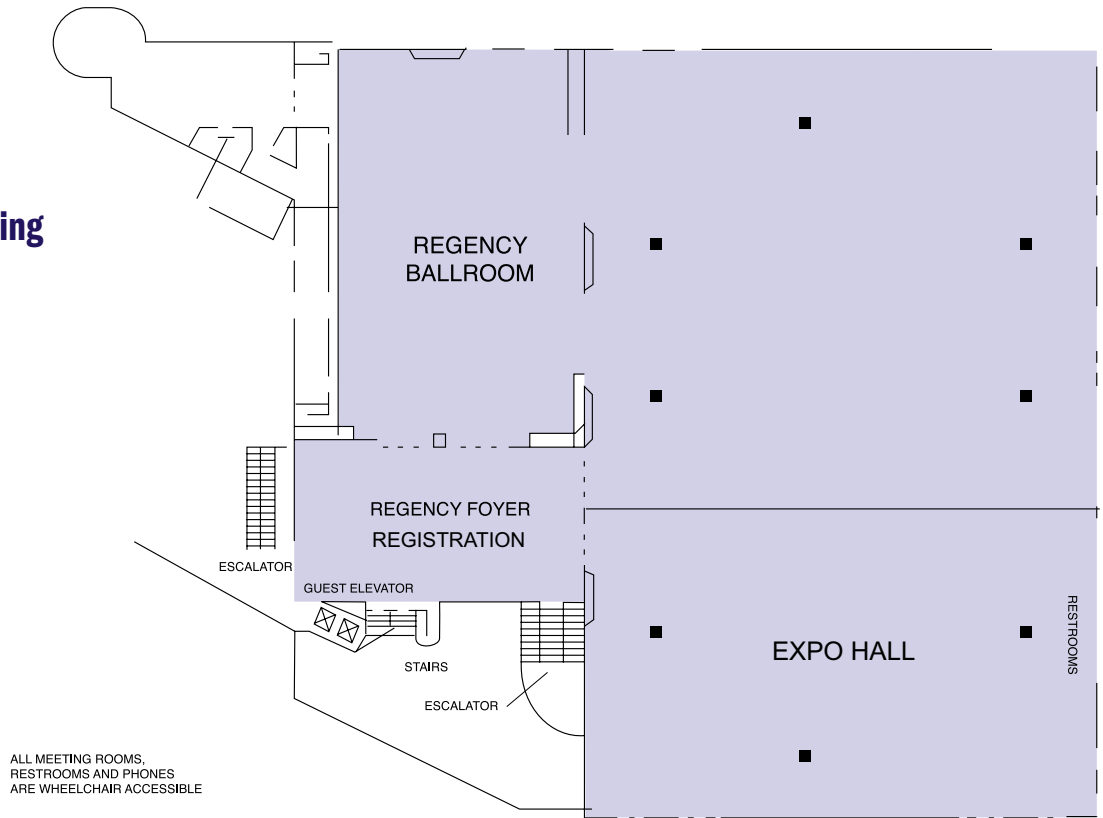 ing
REGENCY
BALLROOM
REGENCY FOYER
REGISTRATION
ESCALATOR
GUEST ELEVATOR
STAIRS
ESCALATOR
EXPO HALL
RESTROOMS
ALL MEETING ROOMS,
RESTROOMS AND PHONES
ARE WHEELCHAIR ACCESSIBLE